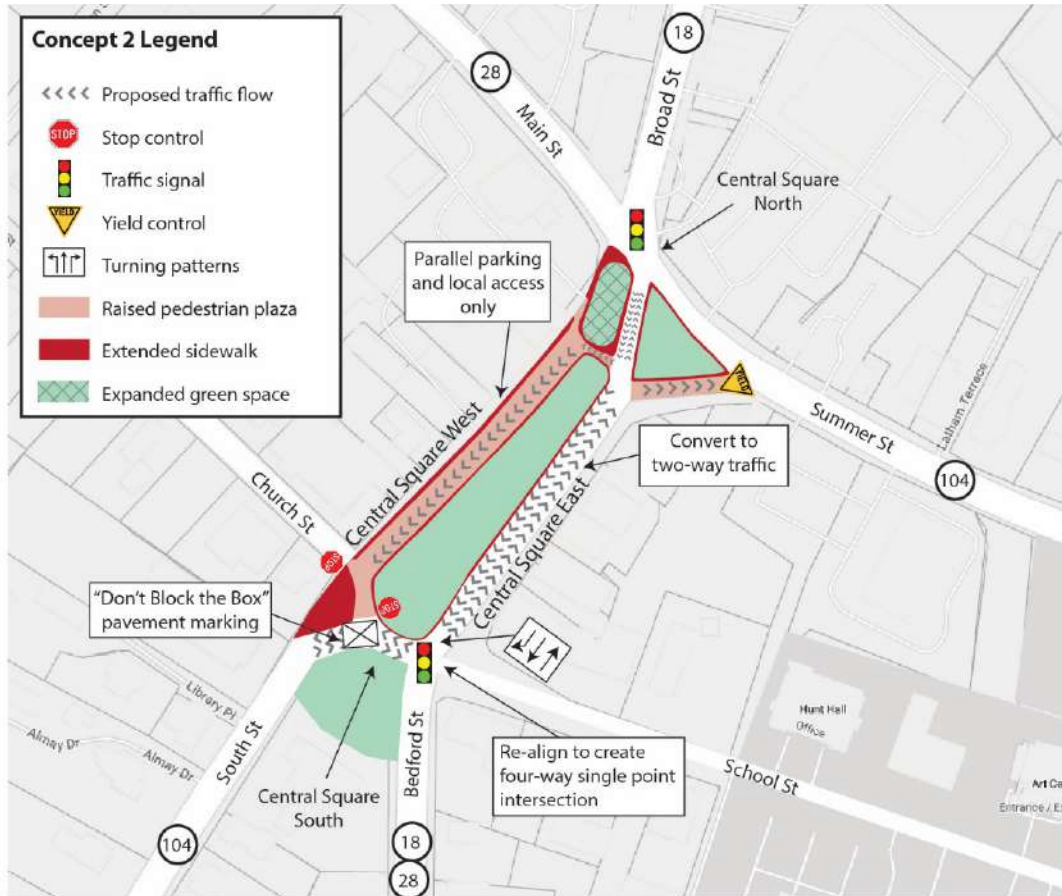 Concept 2 Legend
Proposed traffic flow
STOP
Stop control
Traffic signal
YIELD
Yield control
Turning patterns
Raised pedestrian plaza
Extended sidewalk
Expanded green space
28
Main St
18
Broad St
Central Square
North
Parallel parking
and local access
only
YIELD
Summer St
104
Latham Terrace
Convert to
two-way traffic
Central Square West
Central Square East
Church St
STOP
STOP
"Don't Block the Box"
pavement marking
Library Pl
Almay Dr
Almay Dr
South St
104
Central Square
South
Bedford St
18
28
Re-align to create
four-way single point
intersection
School St
Hunt Hall
Office
Art Ce
Entrance / Ex